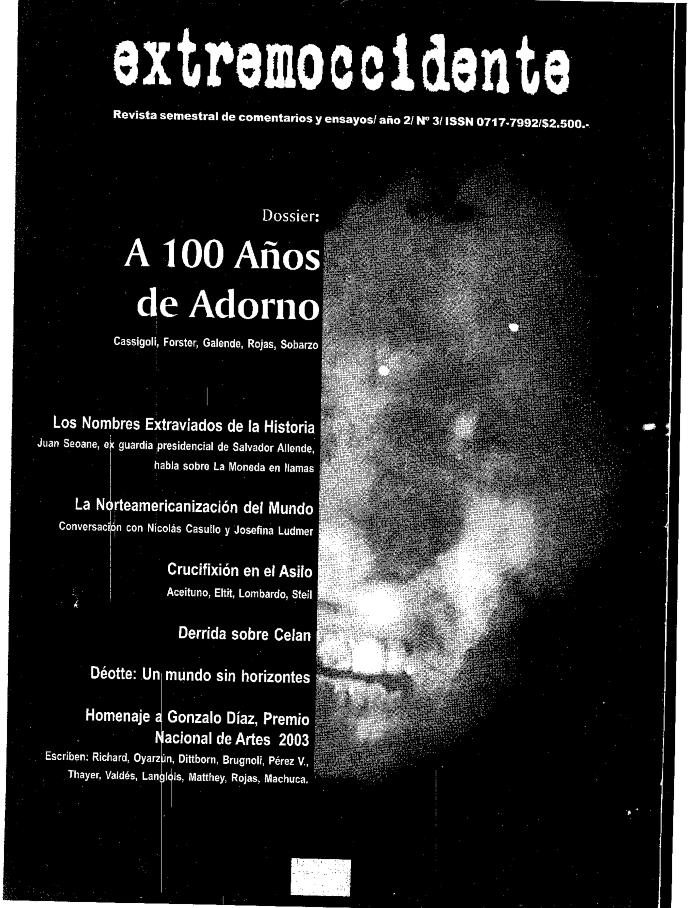 extremoccidente
Revista semestral de comentarios y ensayos/ año 2/ Nº 3/ ISSN 0717-7992/$2.500.-
Dossier:
A 100 Años
de Adorno
Cassigoli, Forster, Galende, Rojas, Sobarzo
Los Nombres Extraviados de la Historia
Juan Seoane, ex guardia presidencial de Salvador Allende,
habla sobre La Moneda en llamas
La Norteamericanización del Mundo
Conversación con Nicolás Casullo y Josefina Ludmer
Crucifixión en el Asilo
Aceituno, Eltit, Lombardo, Steil
Derrida sobre Celan
Déotte: Un mundo sin horizontes
Homenaje a Gonzalo Díaz, Premio
Nacional de Artes 2003
Escriben: Richard, Oyarzún, Dittborn, Brugnoli, Pérez V.,
Thayer, Valdés, Langlois, Matthey, Rojas, Machuca.